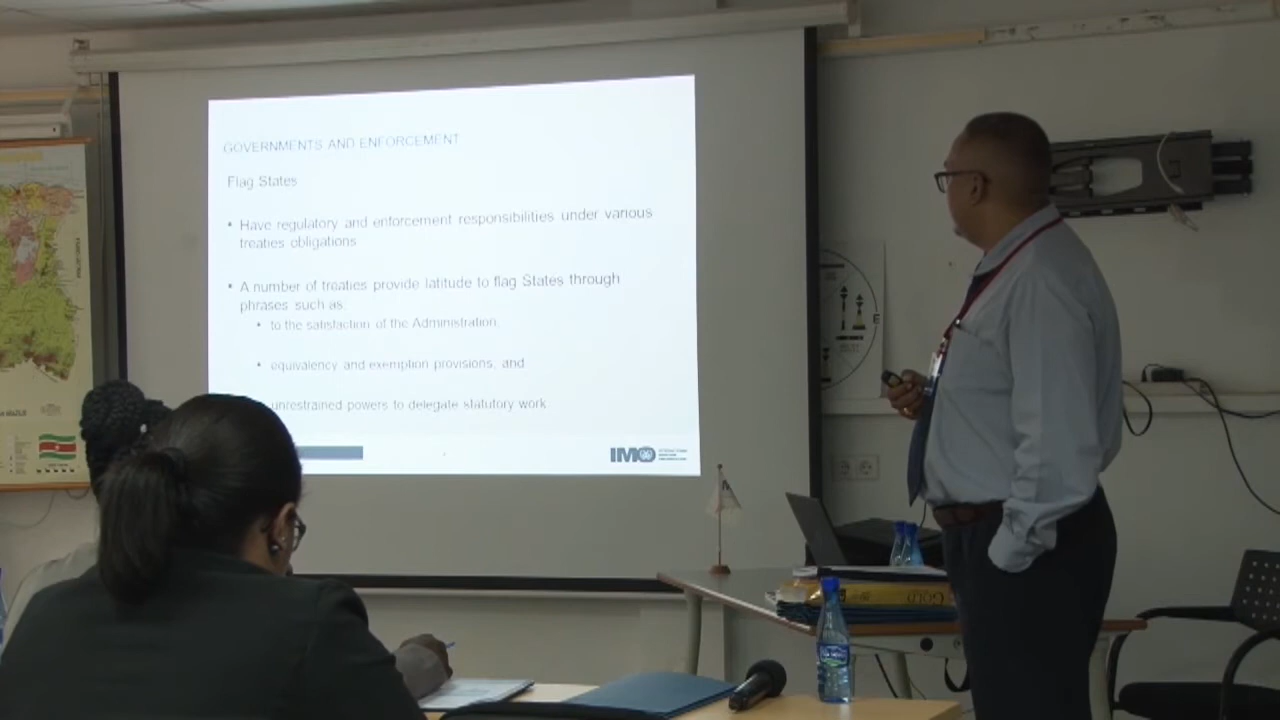 GOVERNMENTS AND ENFORCEMENT
Flag States
• Have regulatory and enforcement responsibilities under various
treaties obligations
• A number of treaties provide latitude to flag States through
phrases such as:
• to the satisfaction of the Administration,
• equivalency and exemption provisions, and
unrestrained powers to delegate statutory work
IMO
E
GOLD